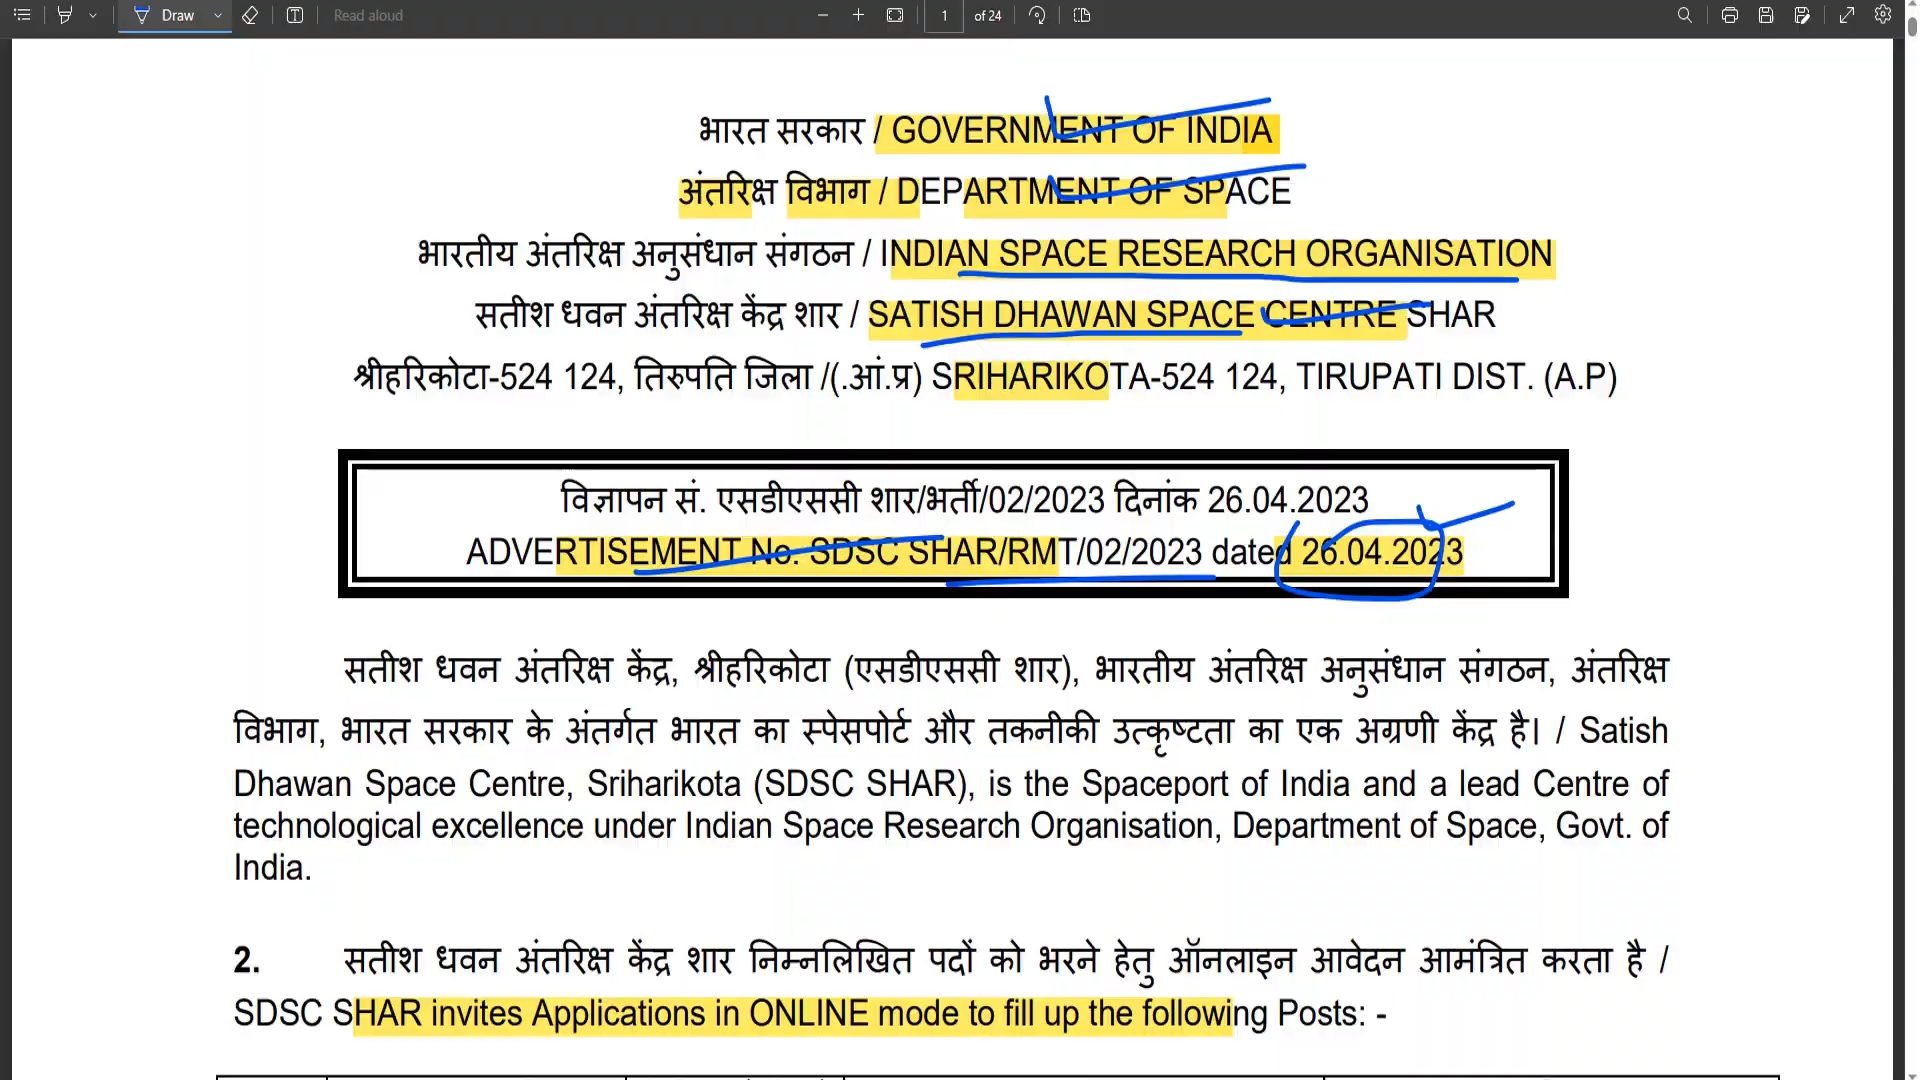 Draw
Read aloud
1 of 24
भारत सरकार / GOVERNMENT OF INDIA
अंतरिक्ष विभाग / DEPARTMENT OF SPACE
भारतीय अंतरिक्ष अनुसंधान संगठन / INDIAN SPACE RESEARCH ORGANISATION
सतीश धवन अंतरिक्ष केंद्र शार / SATISH DHAWAN SPACE CENTRE SHAR
श्रीहरिकोटा-524 124, तिरुपति जिला /(.आं.प्र) SRIHARIKOTA-524 124, TIRUPATI DIST. (A.P)
विज्ञापन सं. एसडीएससी शार/भर्ती/02/2023 दिनांक 26.04.2023
ADVERTISEMENT No. SDSC SHAR/RMT/02/2023 dated 26.04.2023
सतीश धवन अंतरिक्ष केंद्र, श्रीहरिकोटा (एसडीएससी शार), भारतीय अंतरिक्ष अनुसंधान संगठन, अंतरिक्ष
विभाग, भारत सरकार के अंतर्गत भारत का स्पेसपोर्ट और तकनीकी उत्कृष्टता का एक अग्रणी केंद्र है। / Satish
Dhawan Space Centre, Sriharikota (SDSC SHAR), is the Spaceport of India and a lead Centre of
technological excellence under Indian Space Research Organisation, Department of Space, Govt. of
India.
2. सतीश धवन अंतरिक्ष केंद्र शार निम्नलिखित पदों को भरने हेतु ऑनलाइन आवेदन आमंत्रित करता है /
SDSC SHAR invites Applications in ONLINE mode to fill up the following Posts: -